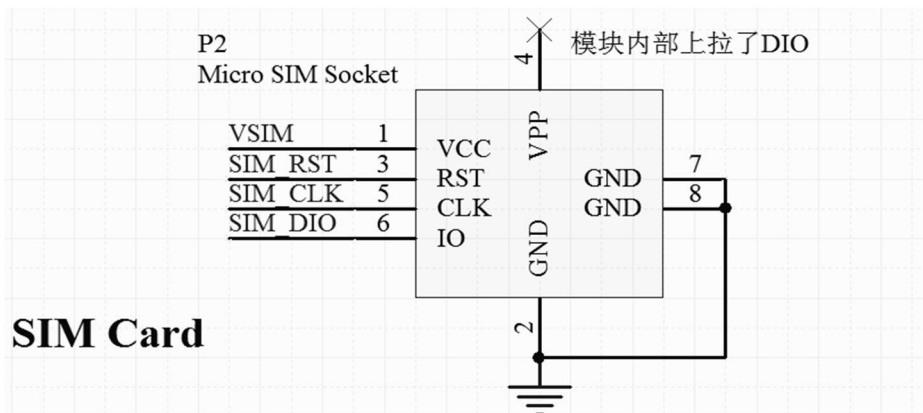 P2
Micro SIM Socket
模块内部上拉了DIO
4
VPP
VSIM 1 VCC
SIM_RST 3 RST
SIM_CLK 5 CLK
SIM_DIO 6 IO
GND 7
GND 8
GND
2
SIM Card